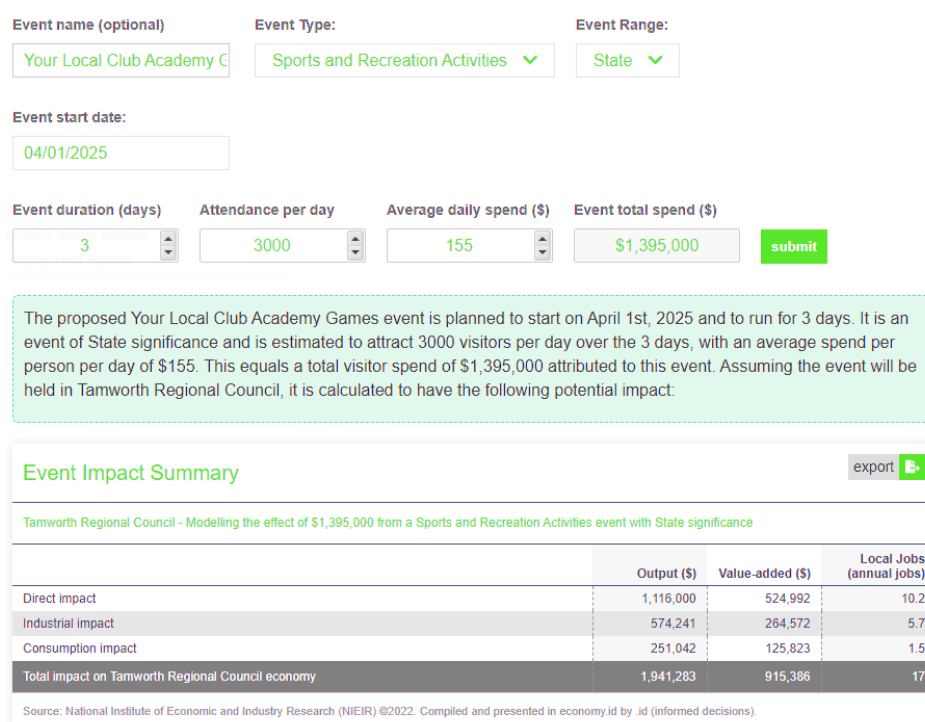 Event name (optional) Event Type: Event Range:
Your Local Club Academy G Sports and Recreation Activities State
Event start date:
04/01/2025
Event duration (days) Attendance per day Average daily spend ($) Event total spend ($)
3 3000 155 $1,395,000 submit
The proposed Your Local Club Academy Games event is planned to start on April 1st, 2025 and to run for 3 days. It is an
event of State significance and is estimated to attract 3000 visitors per day over the 3 days, with an average spend per
person per day of $155. This equals a total visitor spend of $1,395,000 attributed to this event. Assuming the event will be
held in Tamworth Regional Council, it is calculated to have the following potential impact:
Event Impact Summary export
Tamworth Regional Council - Modelling the effect of $1,395,000 from a Sports and Recreation Activities event with State significance
Output ($) Value-added ($) Local Jobs
(annual jobs)
Direct impact 1,116,000 524,992 10.2
Industrial impact 574,241 264,572 5.7
Consumption impact 251,042 125,823 1.5
Total impact on Tamworth Regional Council economy 1,941,283 915,386 17
Source: National Institute of Economic and Industry Research (NIEIR) ©2022. Compiled and presented in economy.id by .id (informed decisions).